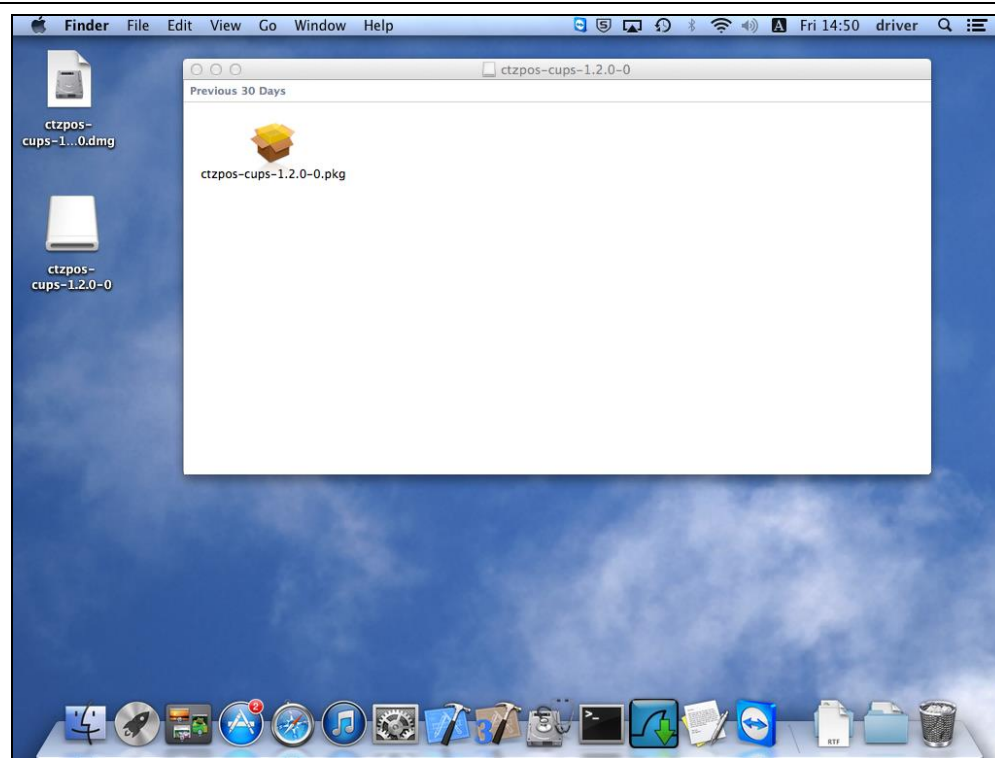 Finder File Edit View Go Window Help
S
A
Fri 14:50 driver
ctzpos-cups-1.2.0-0
Previous 30 Days
ctzpos-cups-1.2.0-0.pkg
ctzpos-
cups-1...0.dmg
ctzpos-
cups-1.2.0-0
2
3
>_
RTF